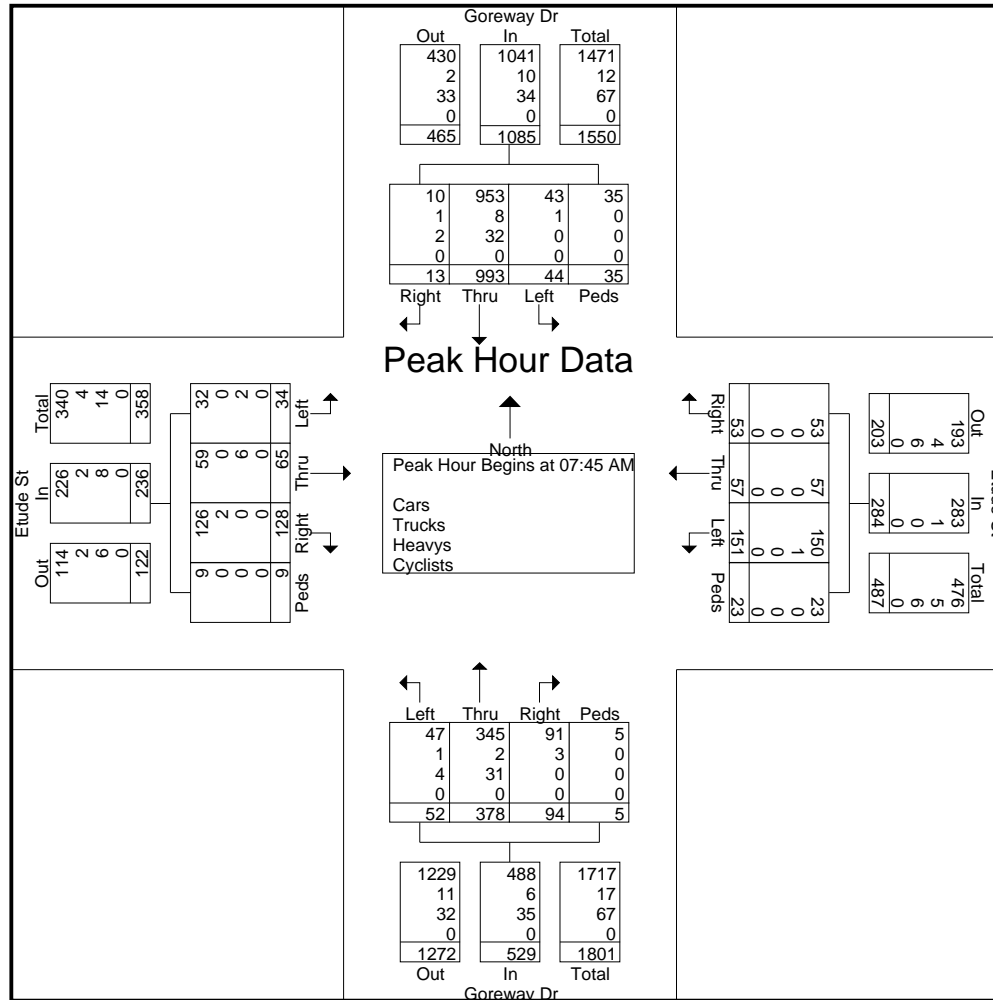 Goreway Dr
Out In Total
430 1041 1471
2 10 12
33 34 67
0 0 0
465 1085 1550
10 953 43 35
1 8 1 0
2 32 0 0
0 0 0 0
13 993 44 35
Right Thru Left Peds
Peak Hour Data
Etude St
Total
340 4 14 0 358
In
226 2 8 0 236
Out
114 2 6 0 122
32 0 2 0 34
Left
59 0 6 0 65
Thru
126 2 0 0 128
Right
9 0 0 0 9
Peds
North
Peak Hour Begins at 07:45 AM
Cars
Trucks
Heavys
Cyclists
Right
53 0 0 0 53
Thru
57 0 0 0 57
Left
150 1 0 0 151
Peds
23 0 0 0 23
Out
193 4 6 0 203
In
283 1 0 0 284
Total
476 5 6 0 487
Left Thru Right Peds
47 345 91 5
1 2 3 0
4 31 0 0
0 0 0 0
52 378 94 5
1229 488 1717
11 6 17
32 35 67
0 0 0
1272 529 1801
Out In Total
Goreway Dr